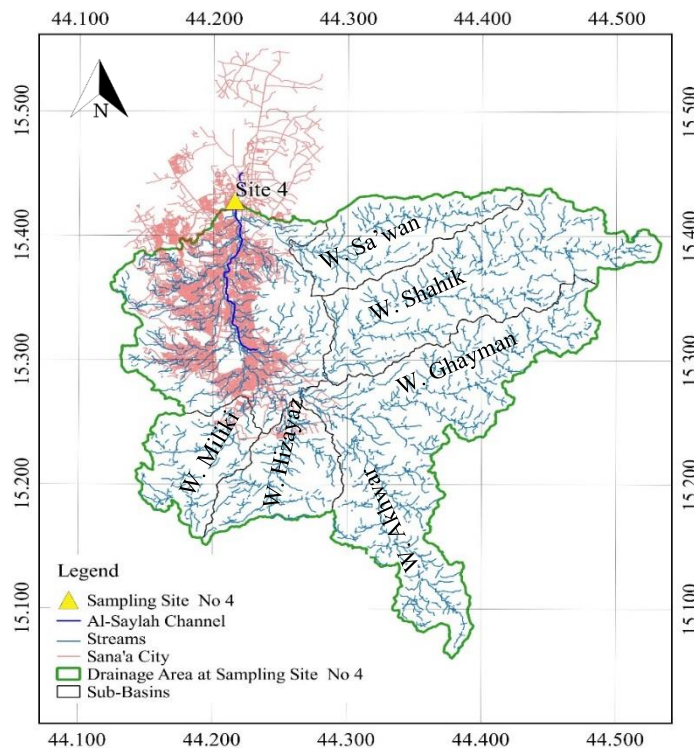 44.100 44.200 44.300 44.400 44.500
15.500 15.500
N
Site 4
15.400 15.400
W. Sa'wan
W. Shahik
15.300 15.300
W. Ghayman
W. Miliki
W. Hizayaz
15.200 15.200
W. Akhwar
Legend
Sampling Site No 4
Al-Saylah Channel
Streams
Sana'a City
Drainage Area at Sampling Site No 4
Sub-Basins
15.100 15.100
44.100 44.200 44.300 44.400 44.500